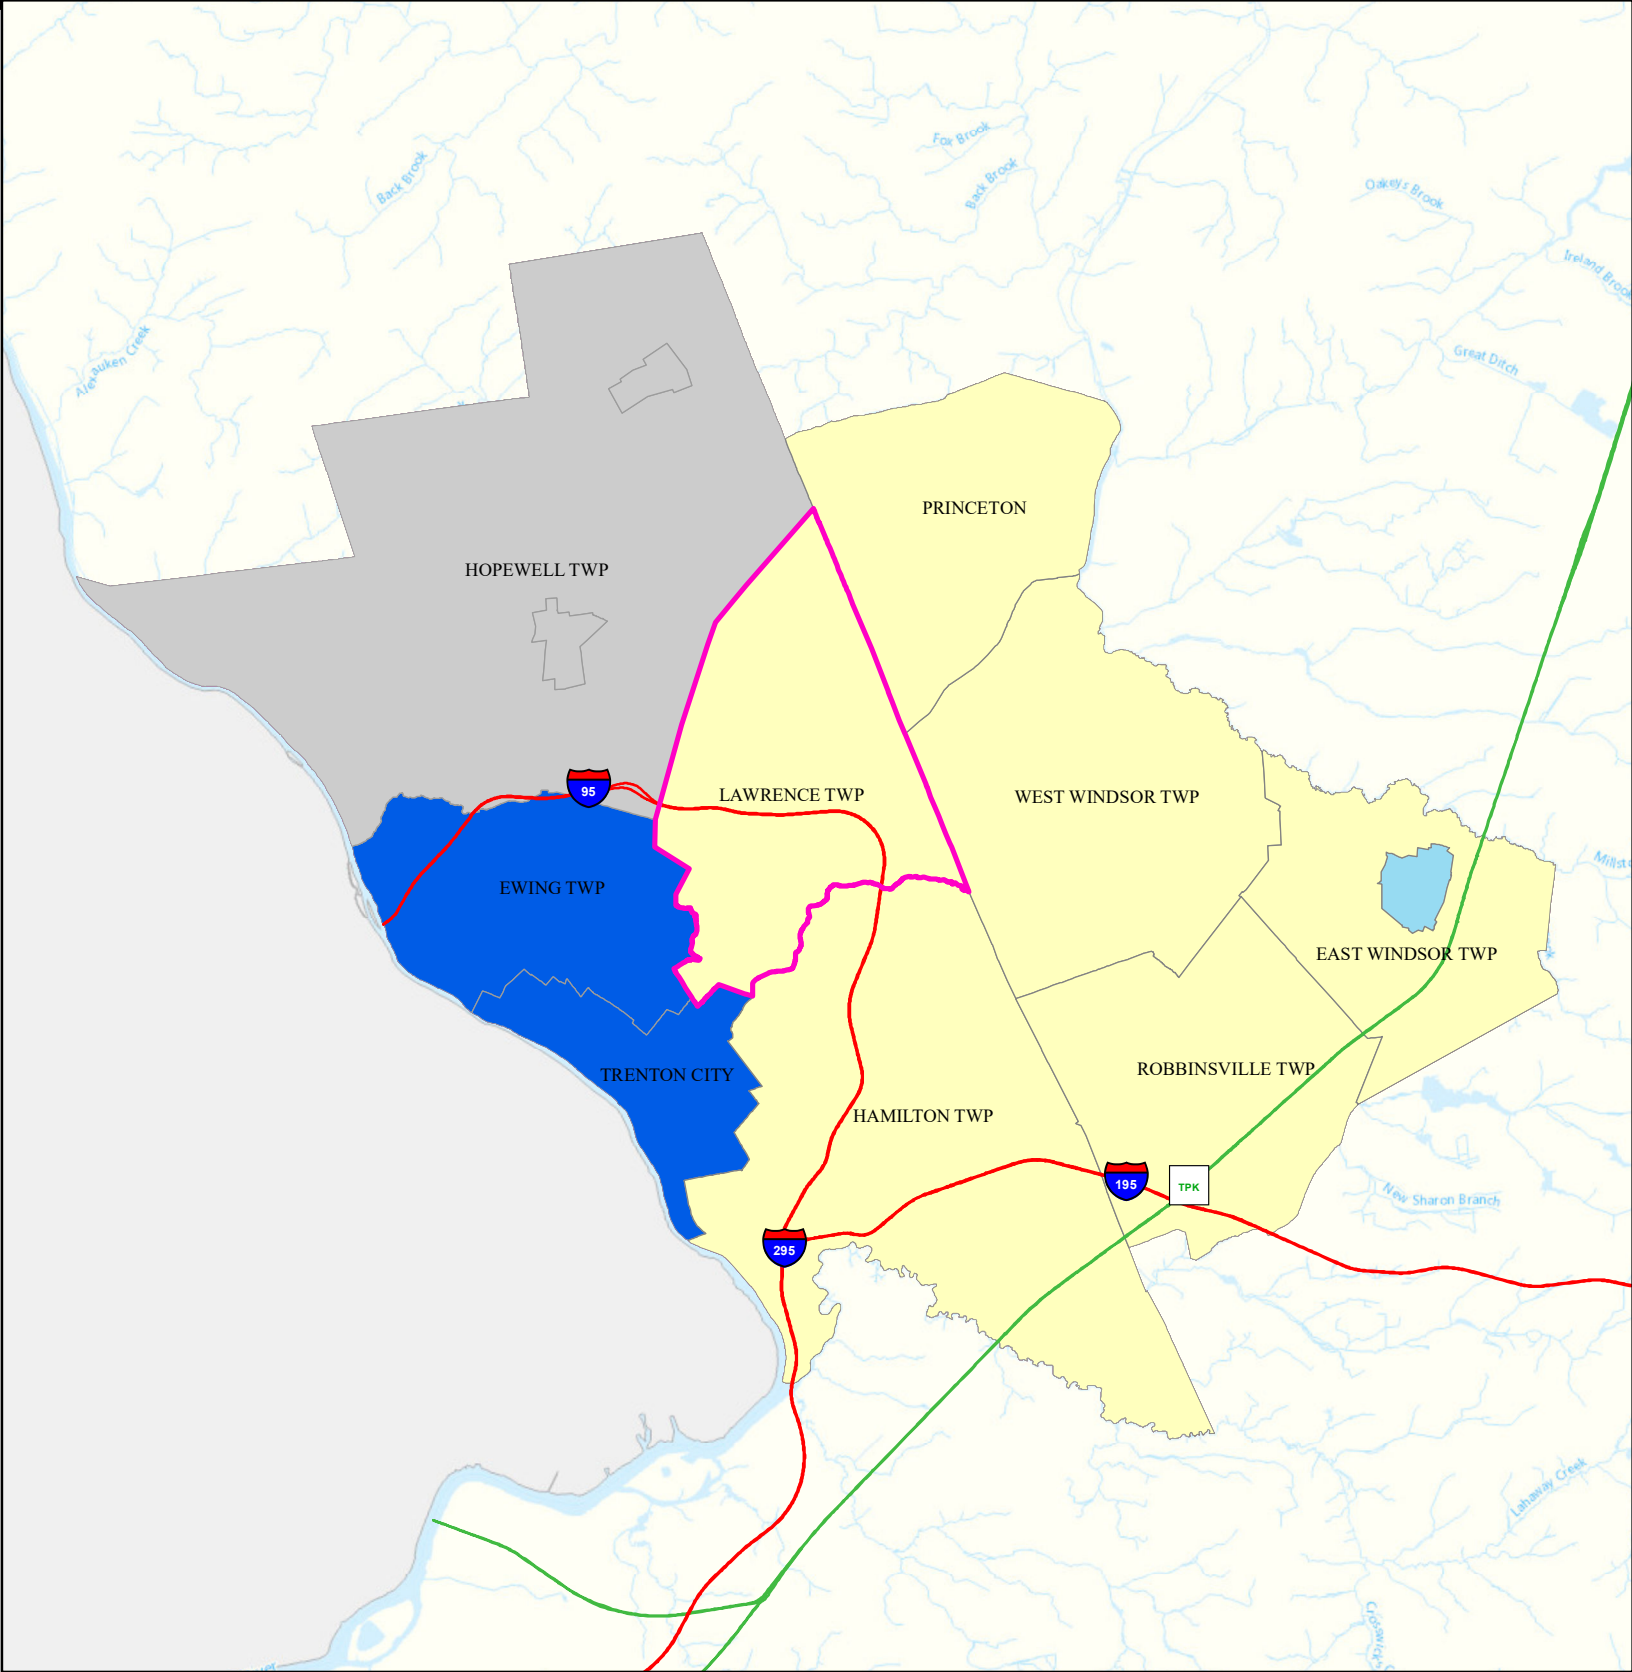 Fox Brook
Back Brook
Back Brook
Oakeys Brook
Ireland Brook
Alexauken Creek
Great Ditch
PRINCETON
HOPEWELL TWP
95
LAWRENCE TWP
WEST WINDSOR TWP
EWING TWP
EAST WINDSOR TWP
TRENTON CITY
ROBBINSVILLE TWP
HAMILTON TWP
195
TPK
New Sharon Branch
295
Lahaway Creek